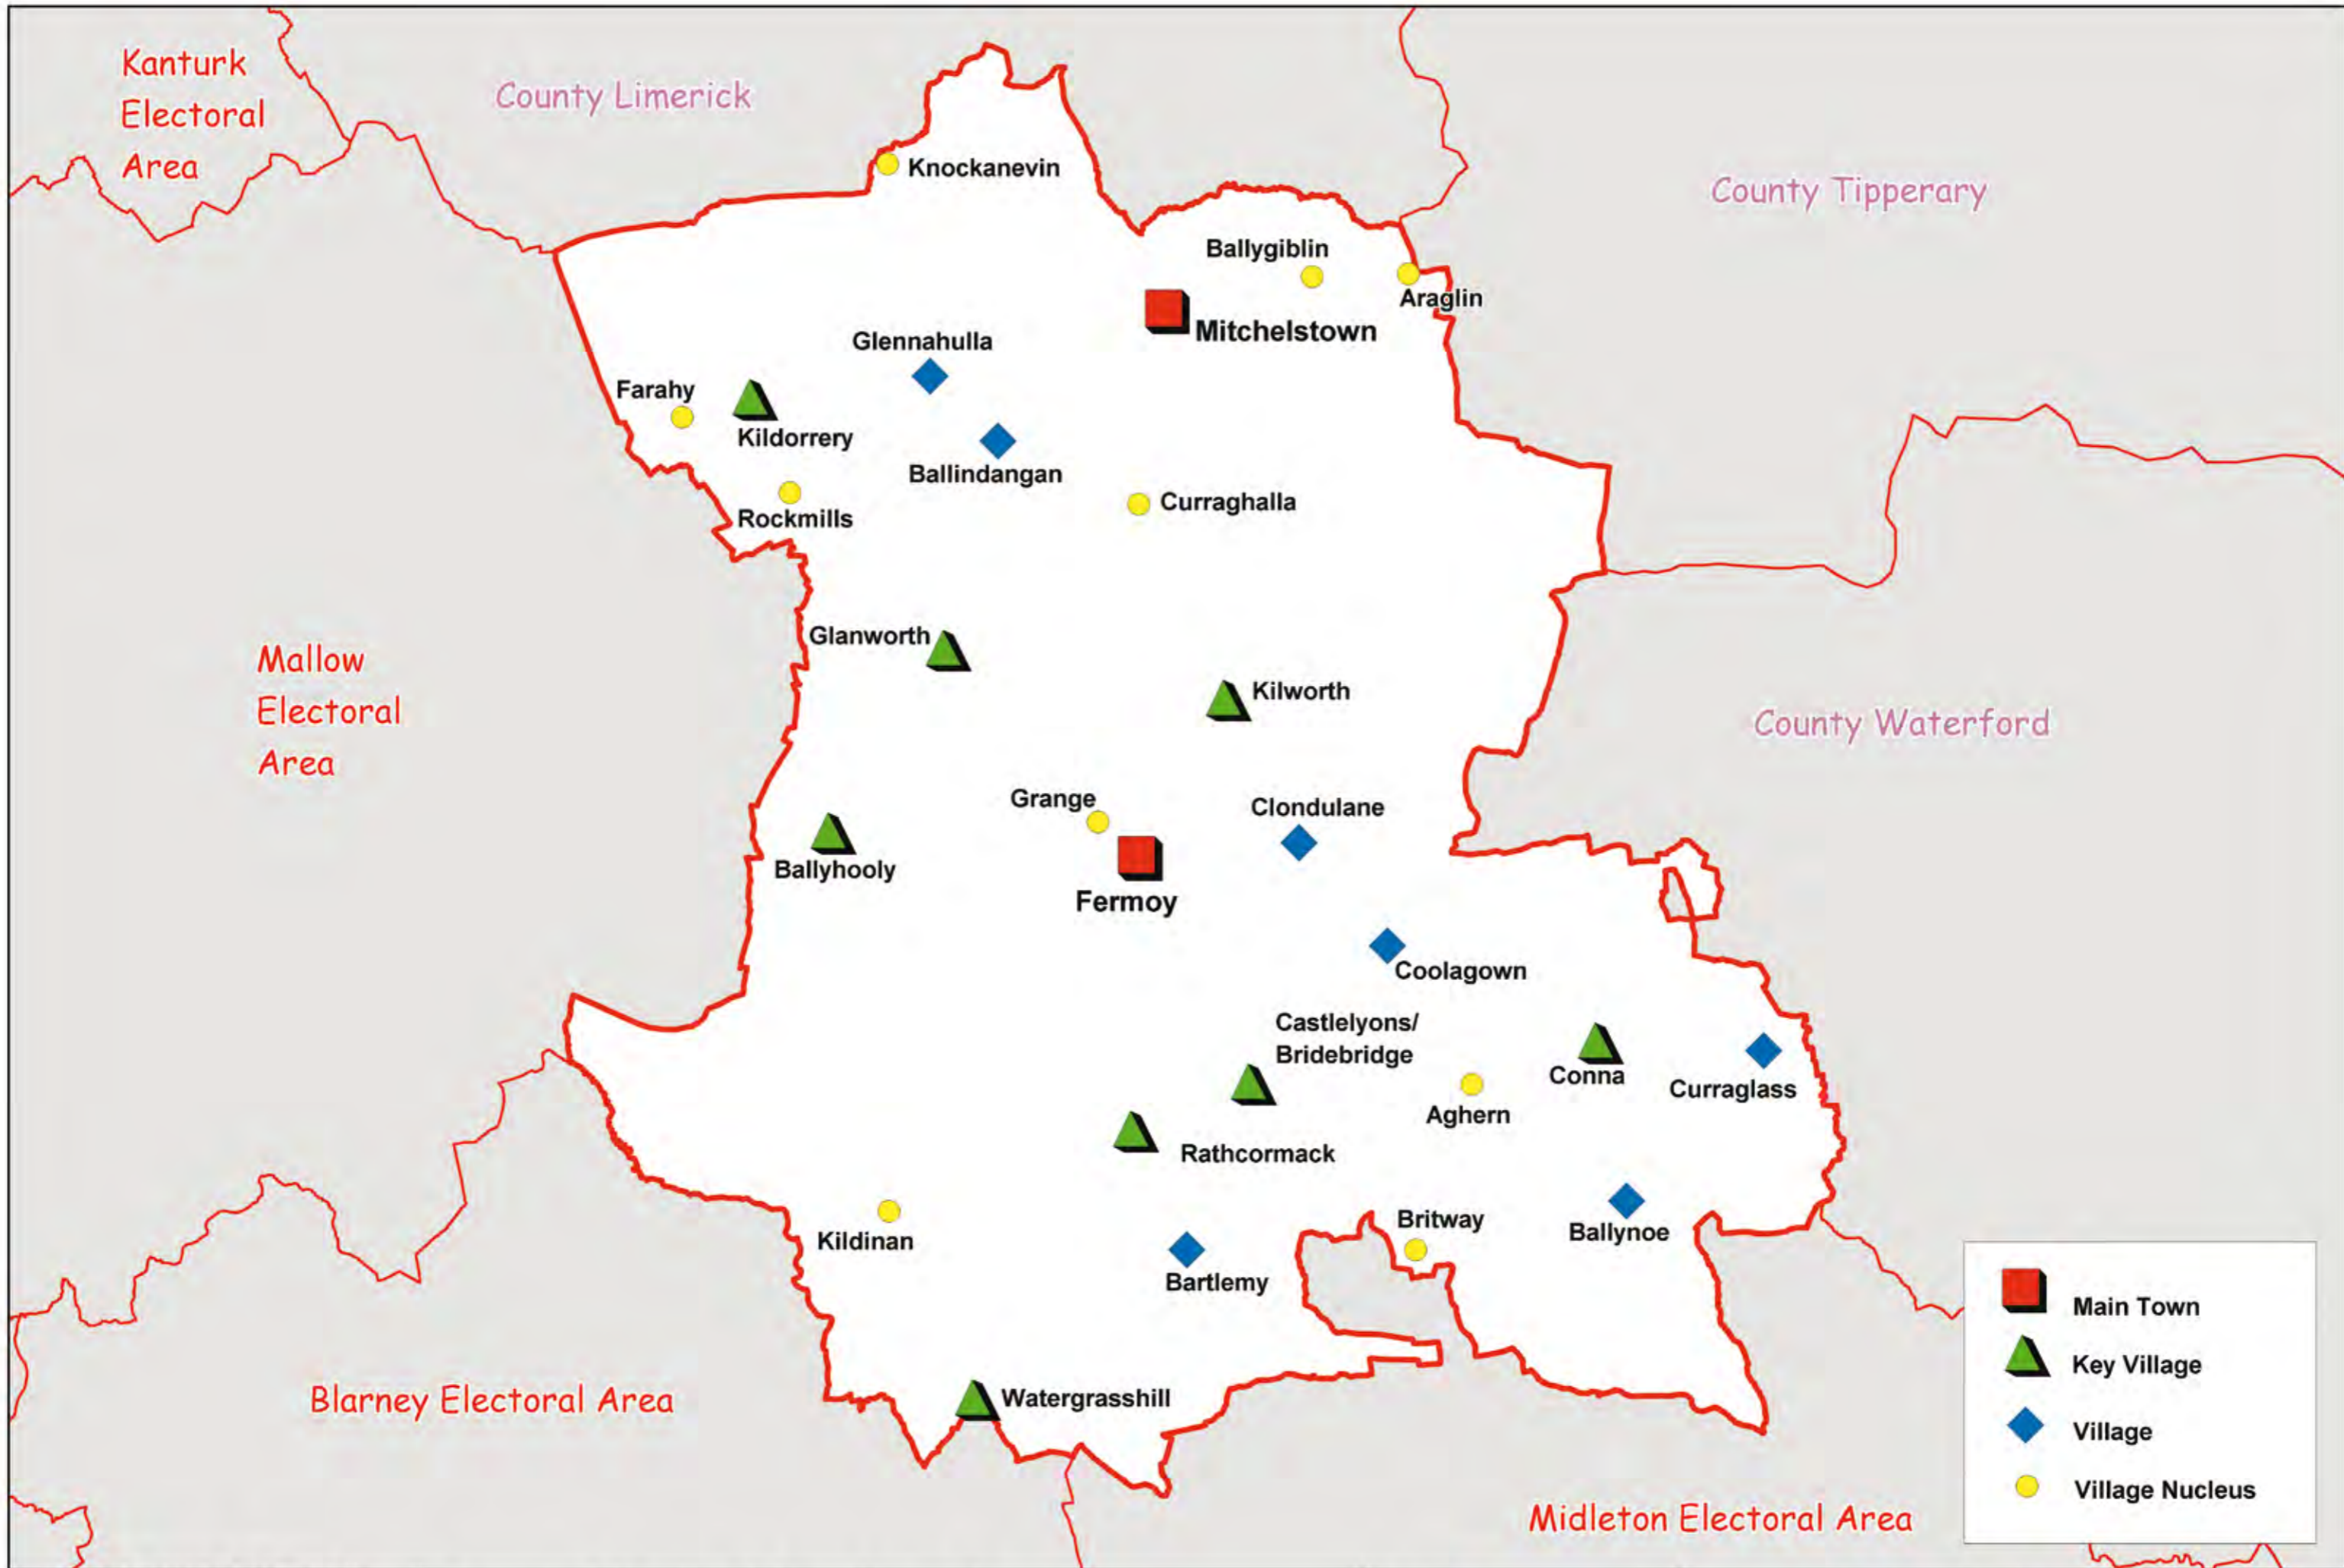 Kanturk
Electoral
Area
County Limerick
County Tipperary
Knockanevin
Ballygiblin
Araglin
Mitchelstown
Glennahulla
Farahy
Kildorrery
Ballindangan
Rockmills
Curraghalla
Glanworth
Mallow
Electoral
Area
Kilworth
County Waterford
Grange
Clondulane
Ballyhooly
Fermoy
Coolagown
Castlelyons/
Bridebridge
Conna
Curraglass
Aghern
Rathcormack
Kildinan
Britway
Ballynoe
Bartlemy
Blarney Electoral Area
Watergrasshill
Midleton Electoral Area
Main Town
Key Village
Village
Village Nucleus